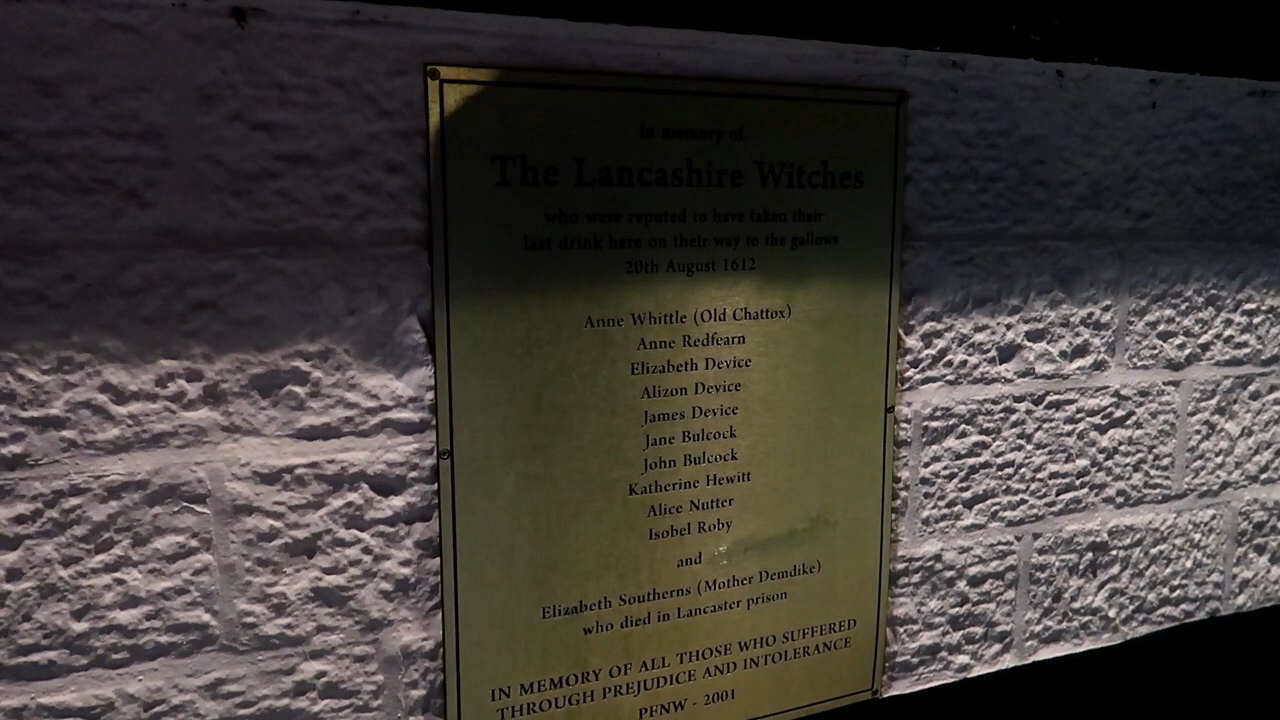 In memory of
The Lancashire Witches
who were reputed to have taken their
last drink here on their way to the gallows
20th August 1612
Anne Whittle (Old Chattox)
Anne Redfearn
Elizabeth Device
Alizon Device
James Device
Jane Bulcock
John Bulcock
Katherine Hewitt
Alice Nutter
Isobel Roby
and
Elizabeth Southerns (Mother Demdike)
who died in Lancaster prison
IN MEMORY OF ALL THOSE WHO SUFFERED
THROUGH PREJUDICE AND INTOLERANCE
PFNW - 2001